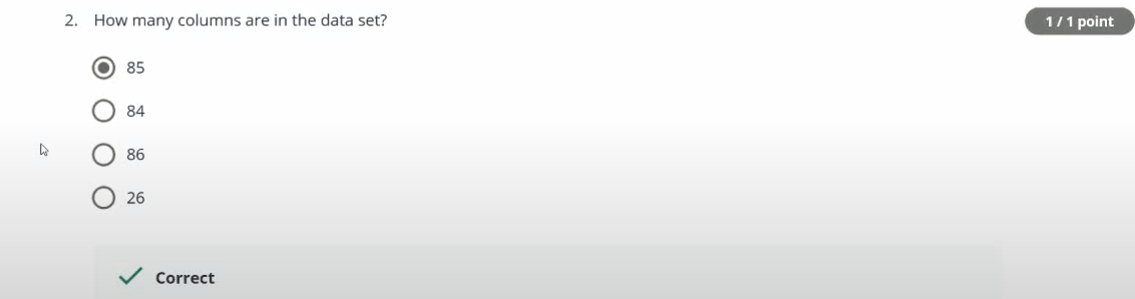 2. How many columns are in the data set?
1 / 1 point
85
84
86
26
Correct